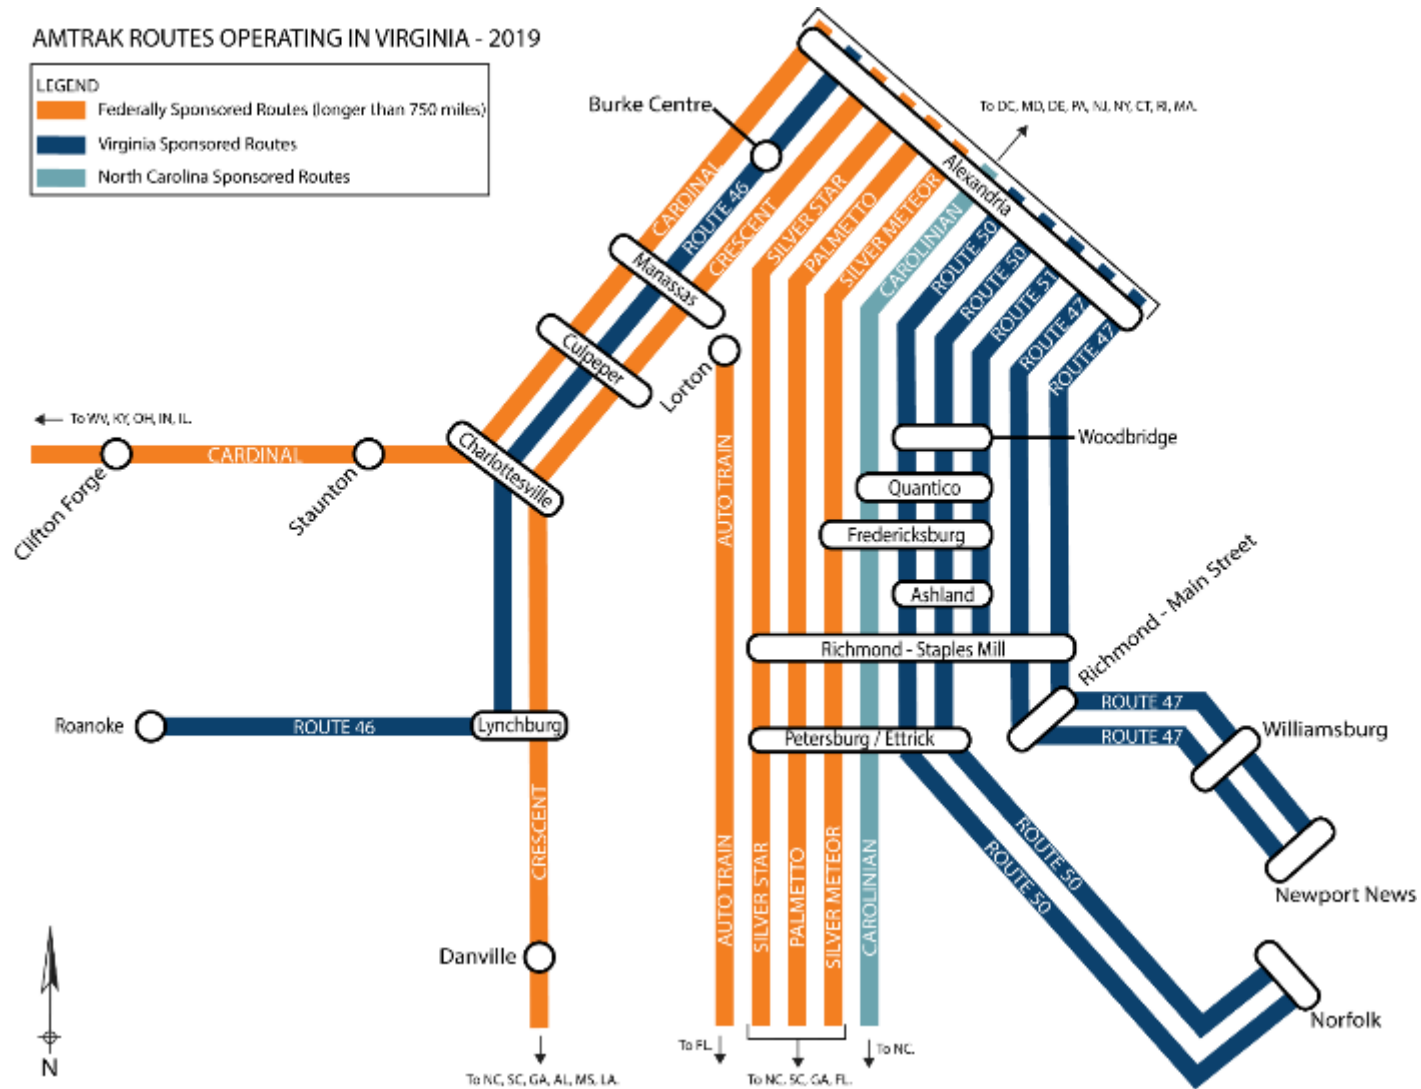 AMTRAK ROUTES OPERATING IN VIRGINIA - 2019
LEGEND
Federally Sponsored Routes (longer than 750 miles)
Virginia Sponsored Routes
North Carolina Sponsored Routes
Burke Centre
To DC, MD, DE, PA, NJ, NY, CT, RI, MA.
Alexandria
CARDINAL
ROUTE 46
CRESCENT
SILVER STAR
PALMETTO
SILVER METEOR
CAROLINIAN
ROUTE 50
ROUTE 50
ROUTE 51
ROUTE 47
ROUTE 47
Manassas
Culpeper
Lorton
To WV, KY, OH, IN, IL.
CARDINAL
Clifton Forge
Staunton
Charlottesville
AUTO TRAIN
Woodbridge
Quantico
Fredericksburg
Ashland
Richmond - Staples Mill
Richmond - Main Street
Roanoke
ROUTE 46
Lynchburg
Petersburg / Ettrick
ROUTE 47
ROUTE 47
Williamsburg
CRESCENT
AUTO TRAIN
SILVER STAR
PALMETTO
SILVER METEOR
CAROLINIAN
ROUTE 50
ROUTE 50
Newport News
Danville
Norfolk
N
To NC, SC, GA, AL, MS, LA.
To FL.
To NC, SC, GA, FL.
To NC.